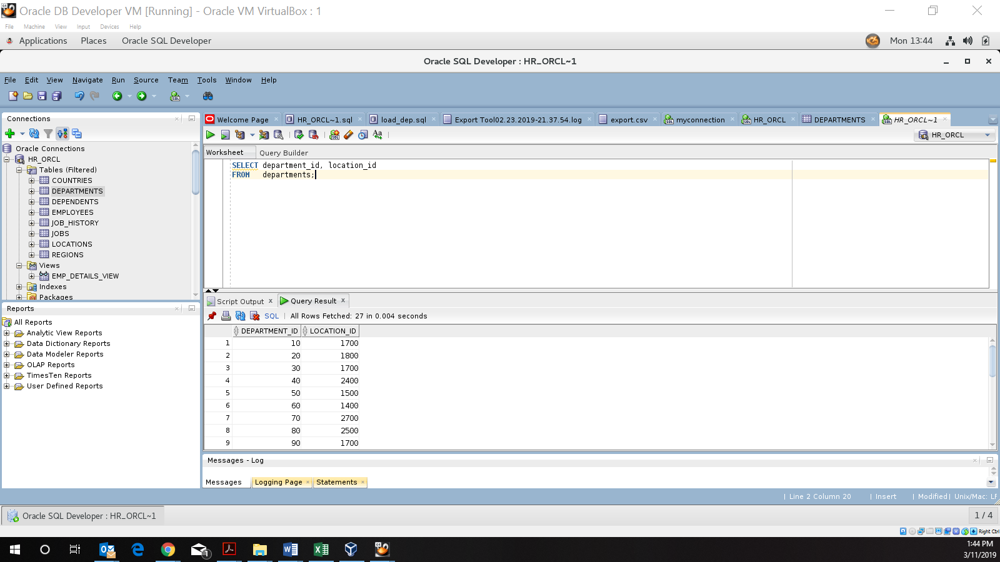 Oracle DB Developer VM [Running] - Oracle VM VirtualBox : 1
File Machine View Input Devices Help
Applications Places Oracle SQL Developer Mon 13:44
Oracle SQL Developer : HR_ORCL~1
File Edit View Navigate Run Source Team Tools Window Help
Connections
Oracle Connections
HR_ORCL
Tables (Filtered)
COUNTRIES
DEPARTMENTS
DEPENDENTS
EMPLOYEES
JOB_HISTORY
JOBS
LOCATIONS
REGIONS
Views
EMP_DETAILS_VIEW
Indexes
Packages
Reports
All Reports
Analytic View Reports
Data Dictionary Reports
Data Modeler Reports
OLAP Reports
TimesTen Reports
User Defined Reports
Welcome Page HR_ORCL~1.sql load_dep.sql Export Tool02.23.2019-21.37.54.log export.csv myconnection HR_ORCL DEPARTMENTS HR_ORCL~1
HR_ORCL
Worksheet Query Builder
SELECT department_id, location_id
FROM departments;
Script Output x Query Result x
SQL | All Rows Fetched: 27 in 0.004 seconds
DEPARTMENT_ID LOCATION_ID
1 10 1700
2 20 1800
3 30 1700
4 40 2400
5 50 1500
6 60 1400
7 70 2700
8 80 2500
9 90 1700
Messages - Log
Messages Logging Page Statements
| Line 2 Column 20 | Insert | Modified | Unix/Mac: LF
Oracle SQL Developer : HR_ORCL~1 1 / 4
Right Ctrl
1:44 PM
3/11/2019